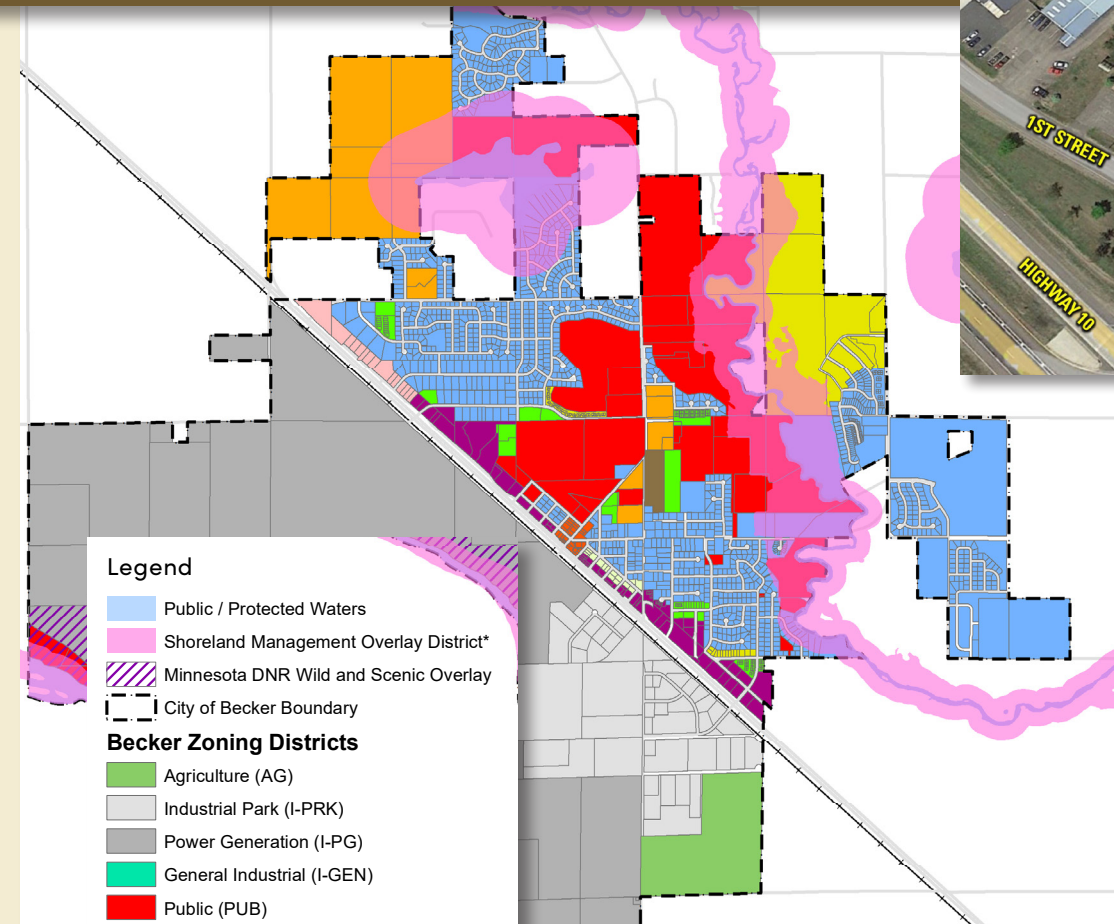 1ST STREET
HIGHWAY 10
Legend
Public / Protected Waters
Shoreland Management Overlay District*
Minnesota DNR Wild and Scenic Overlay
City of Becker Boundary
Becker Zoning Districts
Agriculture (AG)
Industrial Park (I-PRK)
Power Generation (I-PG)
General Industrial (I-GEN)
Public (PUB)